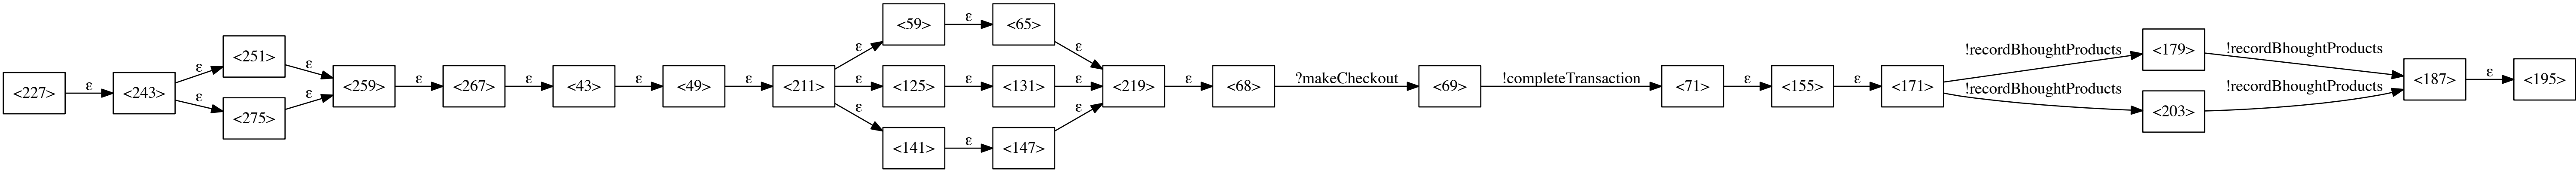 <227>
ε
<243>
ε
ε
<251>
<275>
ε
ε
<259>
ε
<267>
ε
<43>
ε
<49>
ε
<211>
ε
ε
ε
<59>
ε
<65>
ε
<125>
ε
<131>
ε
<141>
ε
<147>
ε
<219>
ε
<68>
?makeCheckout
<69>
!completeTransaction
<71>
ε
<155>
ε
<171>
!recordBhoughtProducts
<179>
!recordBhoughtProducts
!recordBhoughtProducts
<203>
!recordBhoughtProducts
<187>
ε
<195>